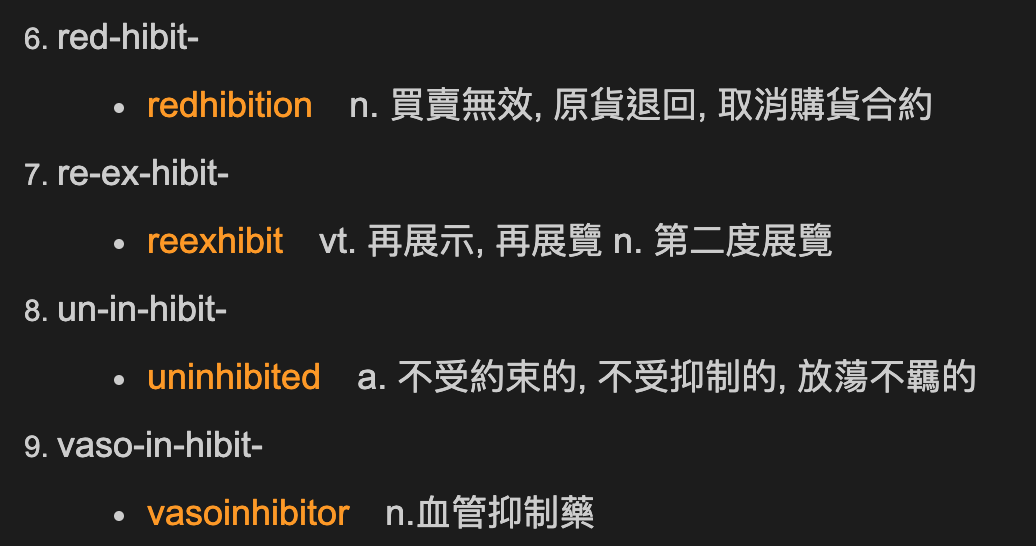 6. red-hibit-
• redhibition n. 買賣無效, 原貨退回, 取消購貨合約
7. re-ex-hibit-
• reexhibit vt. 再展示, 再展覽 n. 第二度展覽
8. un-in-hibit-
• uninhibited a. 不受約束的, 不受抑制的, 放蕩不羈的
9. vaso-in-hibit-
• vasoinhibitor n.血管抑制藥